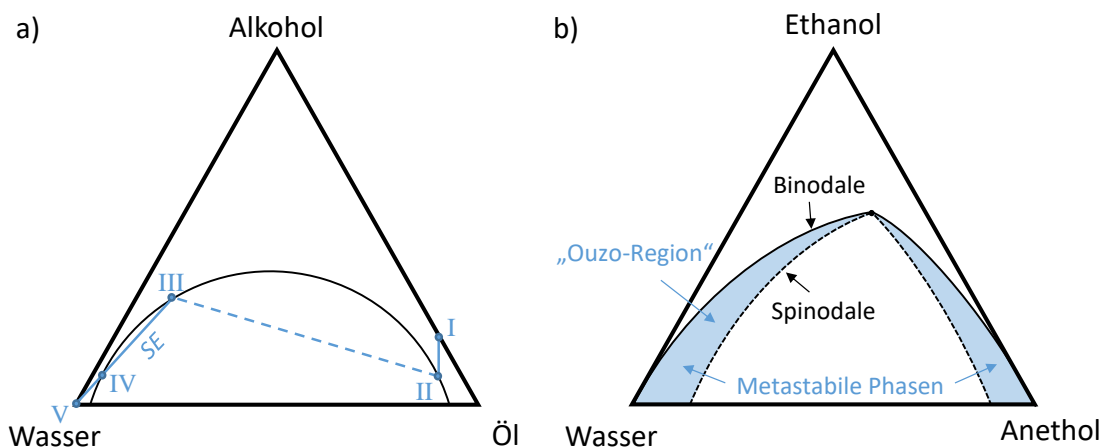 a)
Alkohol
III
SE
IV
V
I
II
Wasser
Öl
b)
Ethanol
Binodale
„Ouzo-Region“
Spinodale
Metastabile Phasen
Wasser
Anethol